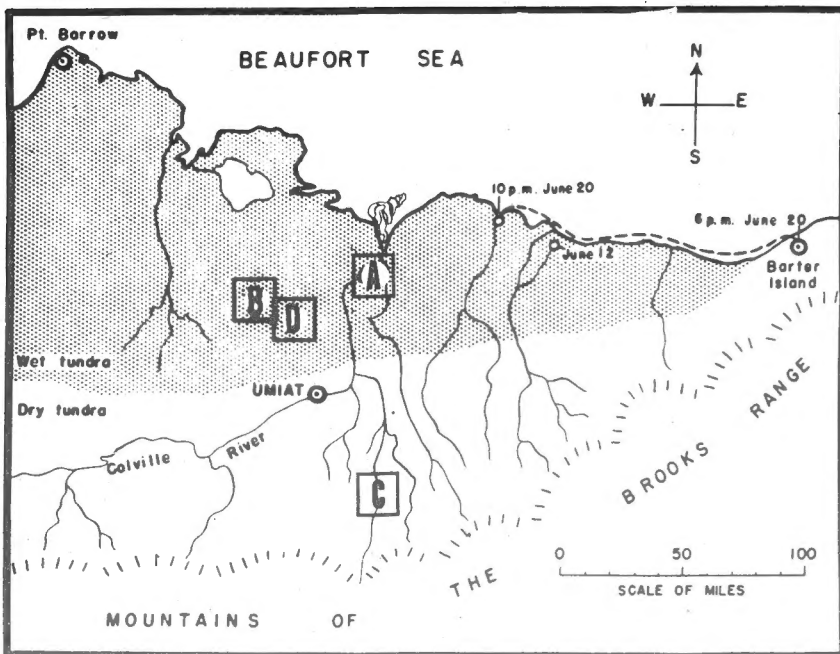 Pt. Barrow
BEAUFORT SEA
N
W E
S
10 p.m. June 20
6 p.m. June 20
June 12
Barter
Island
A
B
D
Wet tundra
UMIAT
Dry tundra
Colville River
C
MOUNTAINS OF THE BROOKS RANGE
0 50 100
SCALE OF MILES